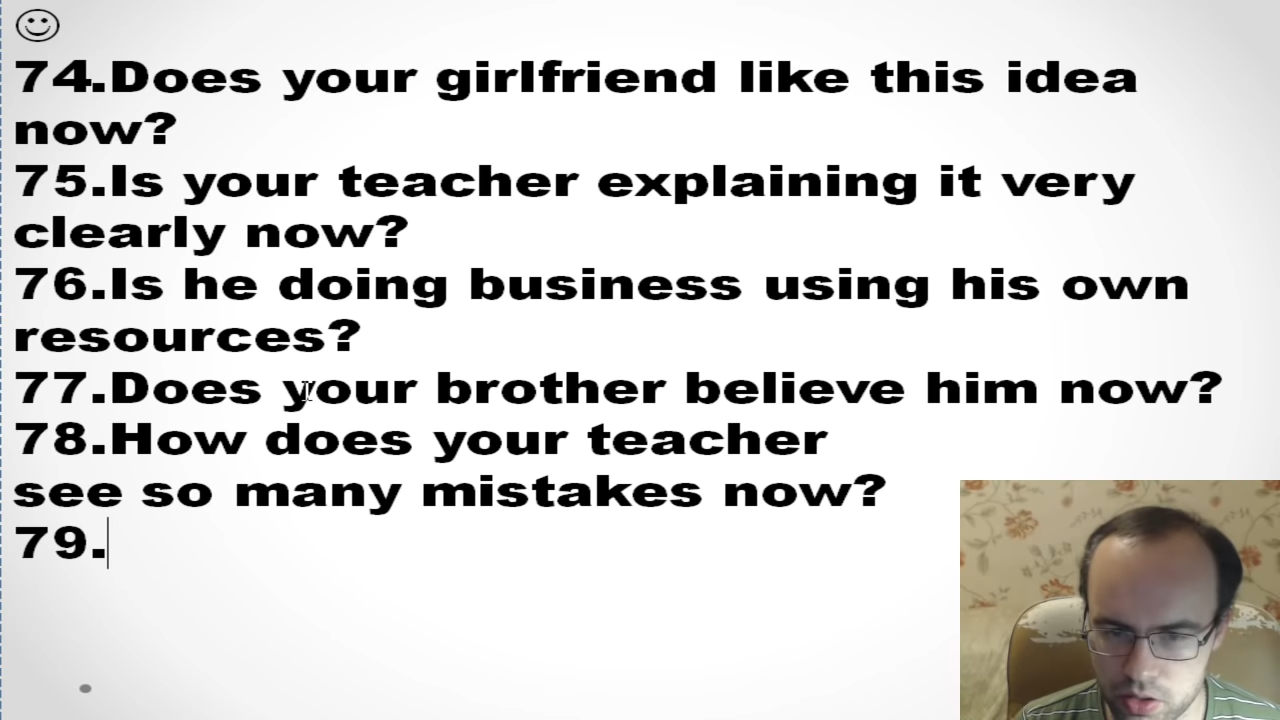 74.Does your girlfriend like this idea
now?
75.Is your teacher explaining it very
clearly now?
76.Is he doing business using his own
resources?
77.Does your brother believe him now?
78.How does your teacher
see so many mistakes now?
79.